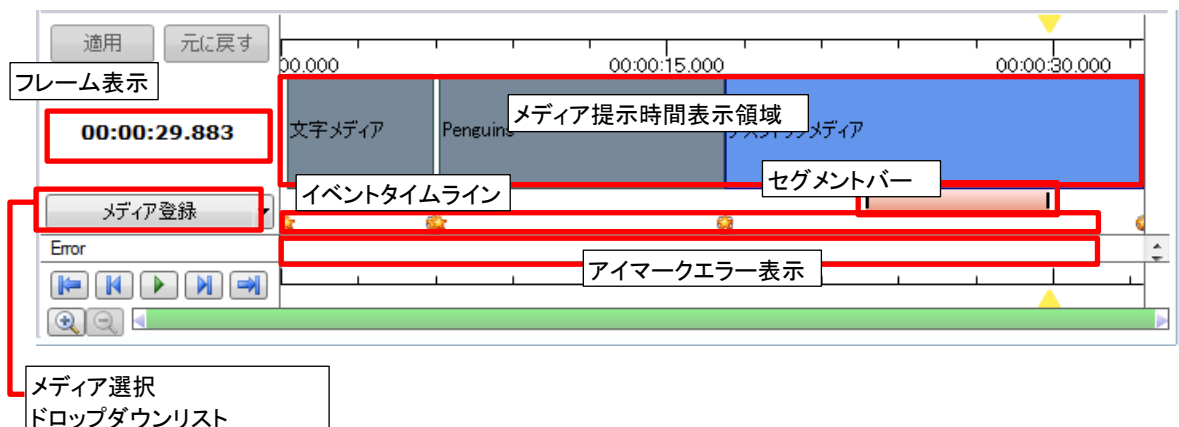 適用 元に戻す
00.000 00:00:15.000 00:00:30.000
フレーム表示
00:00:29.883
文字メディア Penguins メディア提示時間表示領域
イベントタイムライン セグメントバー
メディア登録
Error
アイマークエラー表示
メディア選択
ドロップダウンリスト